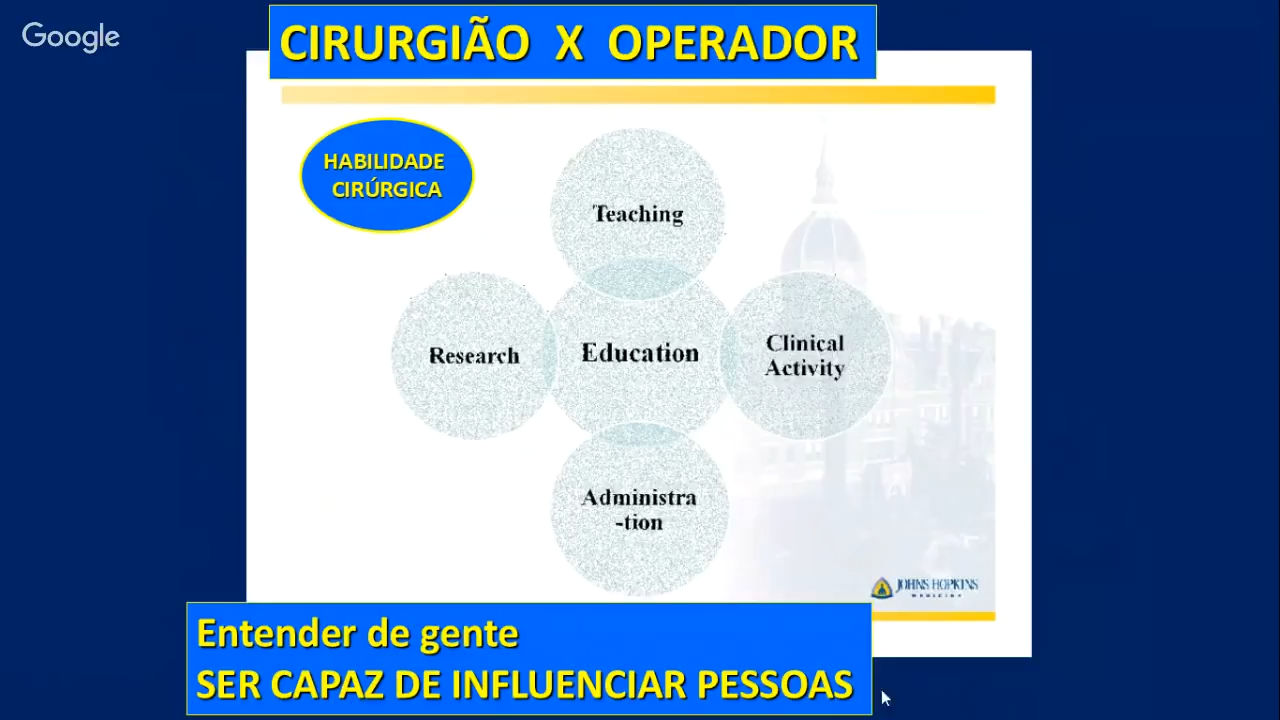 Google
CIRURGIÃO X OPERADOR
HABILIDADE
CIRÚRGICA
Teaching
Research
Education
Clinical
Activity
Administra
-tion
JOHNS HOPKINS
MEDICINE
Entender de gente
SER CAPAZ DE INFLUENCIAR PESSOAS